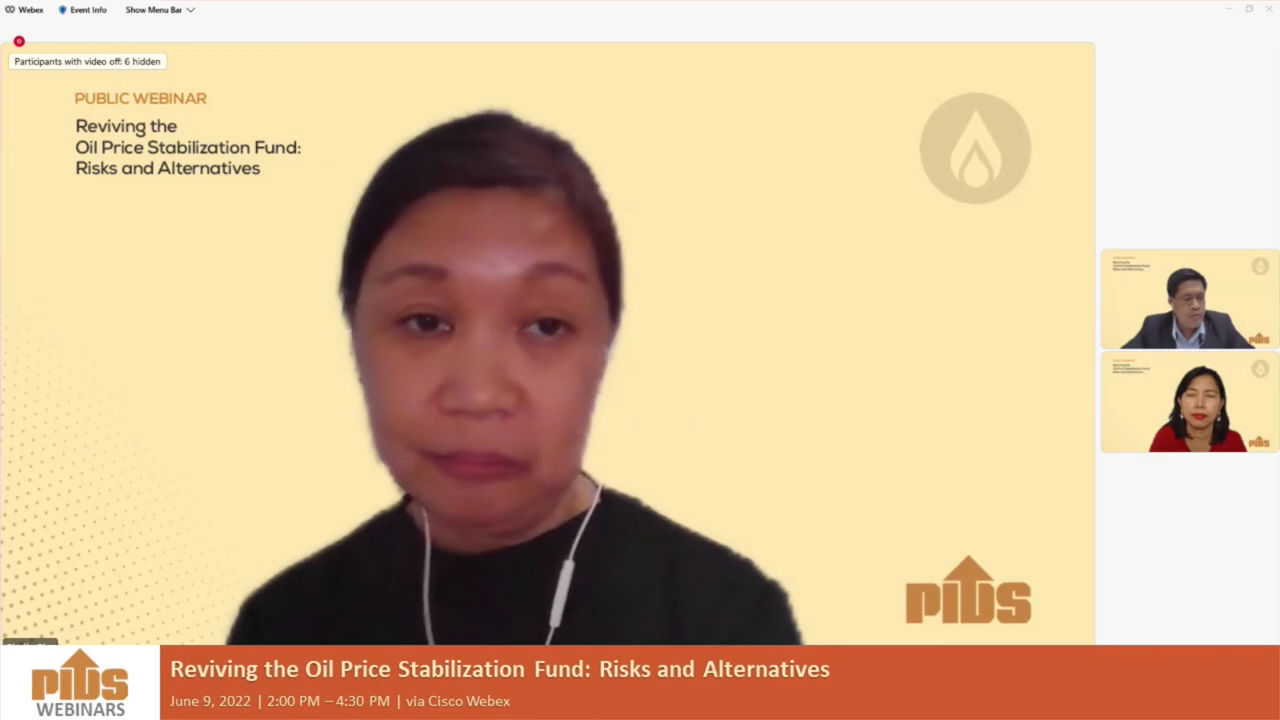 Webex
Event Info
Show Menu Bar
Participants with video off: 6 hidden
PUBLIC WEBINAR
Reviving the
Oil Price Stabilization Fund:
Risks and Alternatives
PIDS
PIDS
PIDS
PIDS
WEBINARS
Reviving the Oil Price Stabilization Fund: Risks and Alternatives
June 9, 2022 | 2:00 PM – 4:30 PM | via Cisco Webex